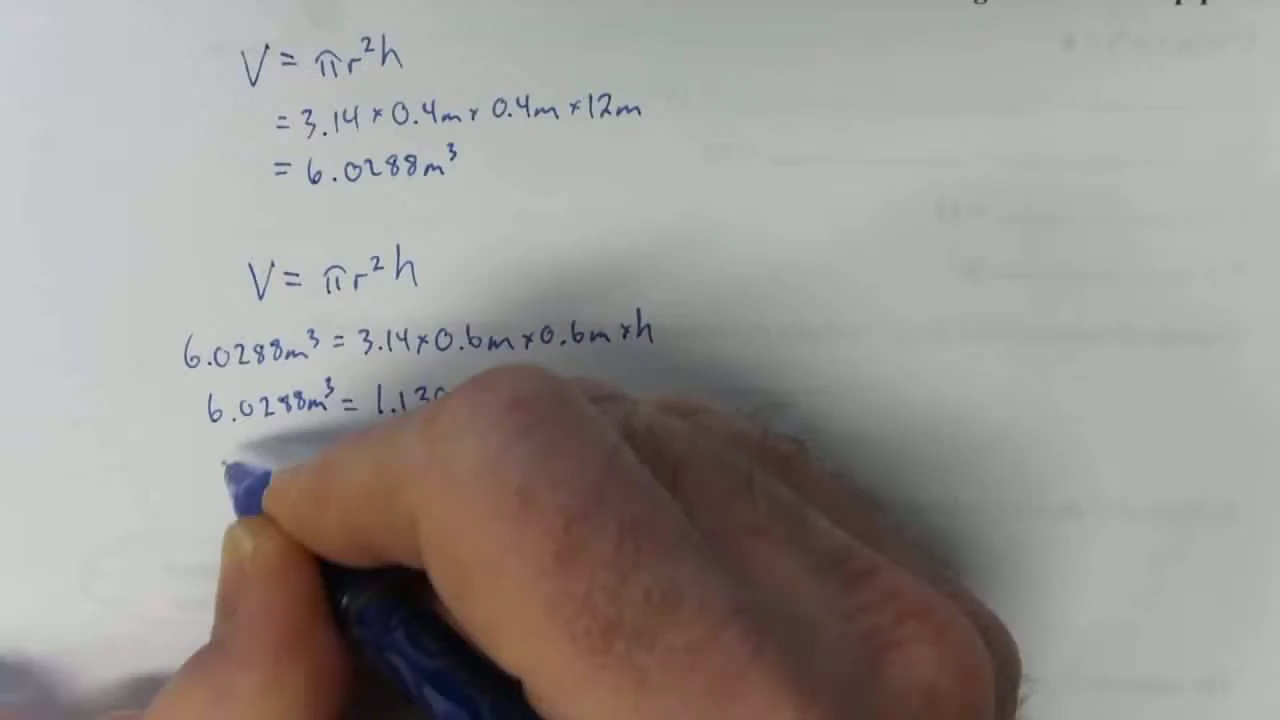 V = πr²h
= 3.14 × 0.4m × 0.4m × 12m
= 6.0288m³
V = πr²h
6.0288m³ = 3.14 × 0.6m × 0.6m × h
6.0288m³ = 1.130